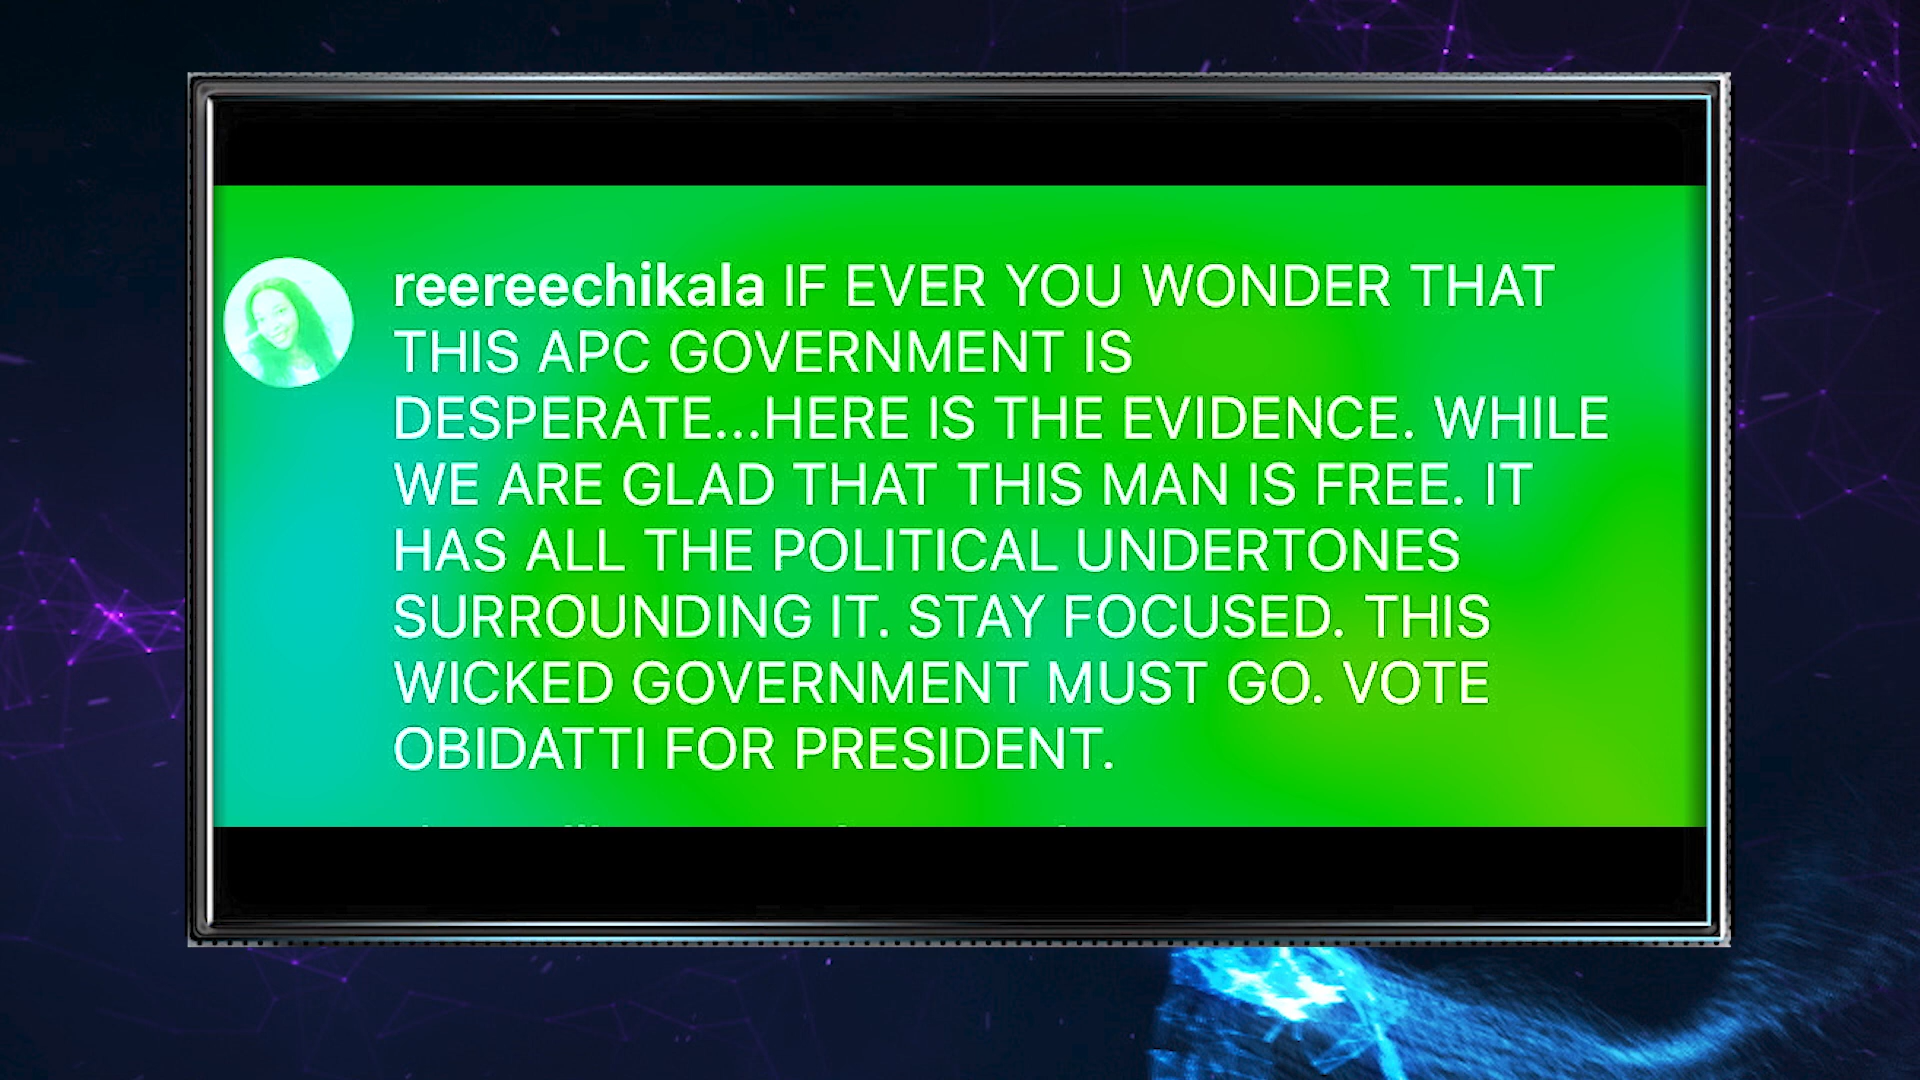 reereechikala IF EVER YOU WONDER THAT
THIS APC GOVERNMENT IS
DESPERATE...HERE IS THE EVIDENCE. WHILE
WE ARE GLAD THAT THIS MAN IS FREE. IT
HAS ALL THE POLITICAL UNDERTONES
SURROUNDING IT. STAY FOCUSED. THIS
WICKED GOVERNMENT MUST GO. VOTE
OBIDATTI FOR PRESIDENT.